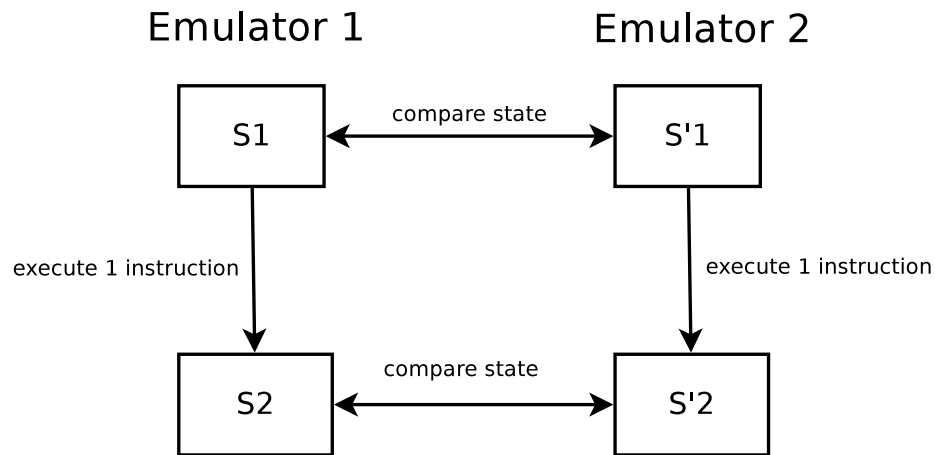 Emulator 1
Emulator 2
compare state
S1
S'1
execute 1 instruction
execute 1 instruction
compare state
S2
S'2